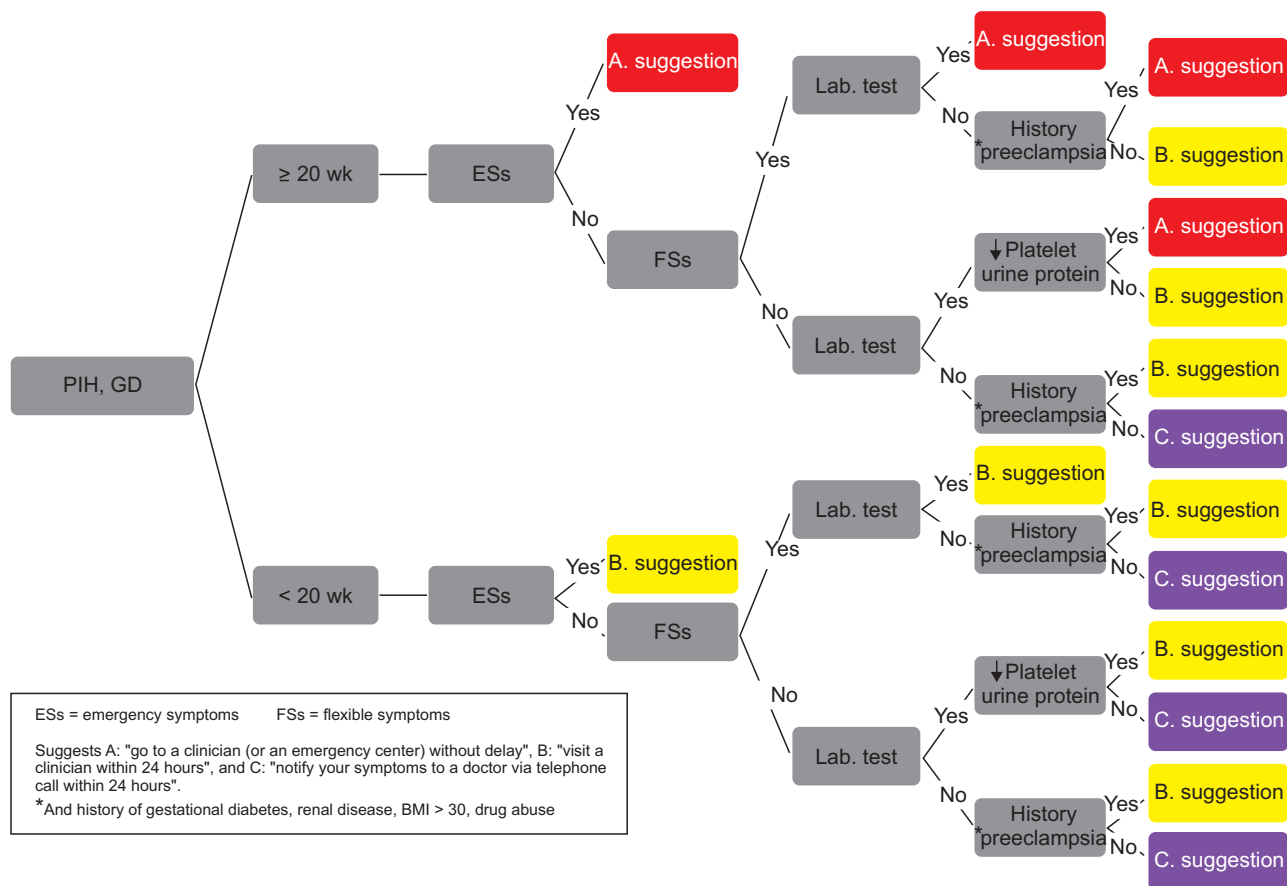 PIH, GD
≥ 20 wk
ESs
Yes
A. suggestion
No
FSs
Yes
Lab. test
Yes
A. suggestion
No
History
*preeclampsia
Yes
A. suggestion
No
B. suggestion
No
Lab. test
Yes
↓Platelet
urine protein
Yes
A. suggestion
No
B. suggestion
No
History
*preeclampsia
Yes
B. suggestion
No
C. suggestion
< 20 wk
ESs
Yes
B. suggestion
No
FSs
Yes
Lab. test
Yes
B. suggestion
No
History
*preeclampsia
Yes
B. suggestion
No
C. suggestion
No
Lab. test
Yes
↓Platelet
urine protein
Yes
B. suggestion
No
C. suggestion
No
History
*preeclampsia
Yes
B. suggestion
No
C. suggestion
ESs = emergency symptoms FSs = flexible symptoms
Suggests A: "go to a clinician (or an emergency center) without delay", B: "visit a
clinician within 24 hours", and C: "notify your symptoms to a doctor via telephone
call within 24 hours".
*And history of gestational diabetes, renal disease, BMI > 30, drug abuse